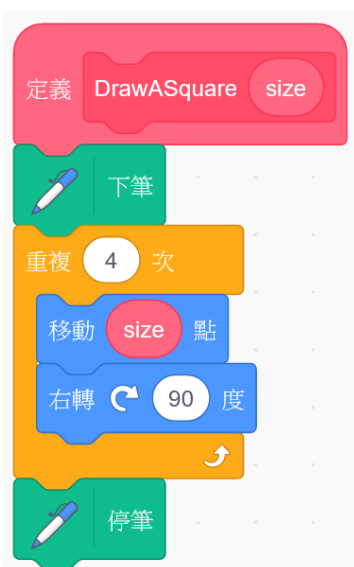 定義 DrawASquare size
下筆
重複 4 次
移動 size 點
右轉 90 度
停筆